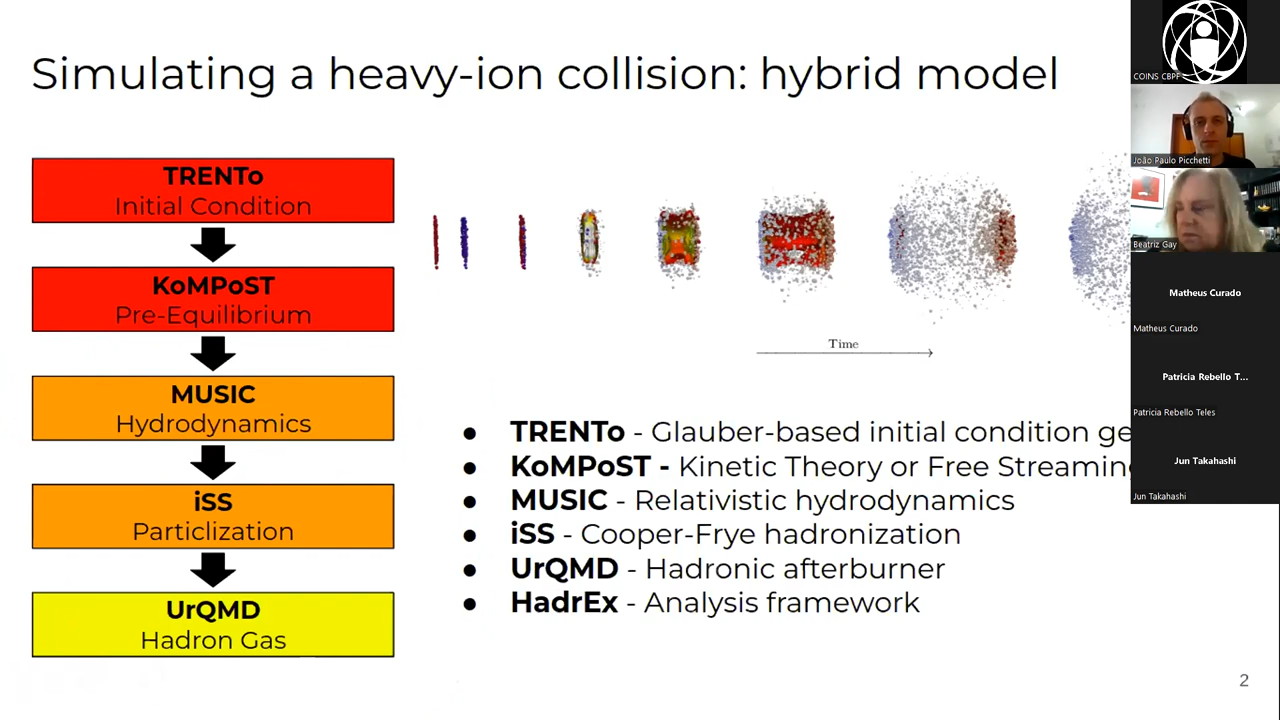 Simulating a heavy-ion collision: hybrid model
TRENTo
Initial Condition
KoMPoST
Pre-Equilibrium
MUSIC
Hydrodynamics
iSS
Particlization
UrQMD
Hadron Gas
Time
● TRENTo - Glauber-based initial condition ge
● KoMPoST - Kinetic Theory or Free Streaming
● MUSIC - Relativistic hydrodynamics
● iSS - Cooper-Frye hadronization
● UrQMD - Hadronic afterburner
● HadrEx - Analysis framework
2
COINS CBPF
João Paulo Picchetti
Beatriz Gay
Matheus Curado
Matheus Curado
Patricia Rebello T...
Patricia Rebello Teles
Jun Takahashi
Jun Takahashi